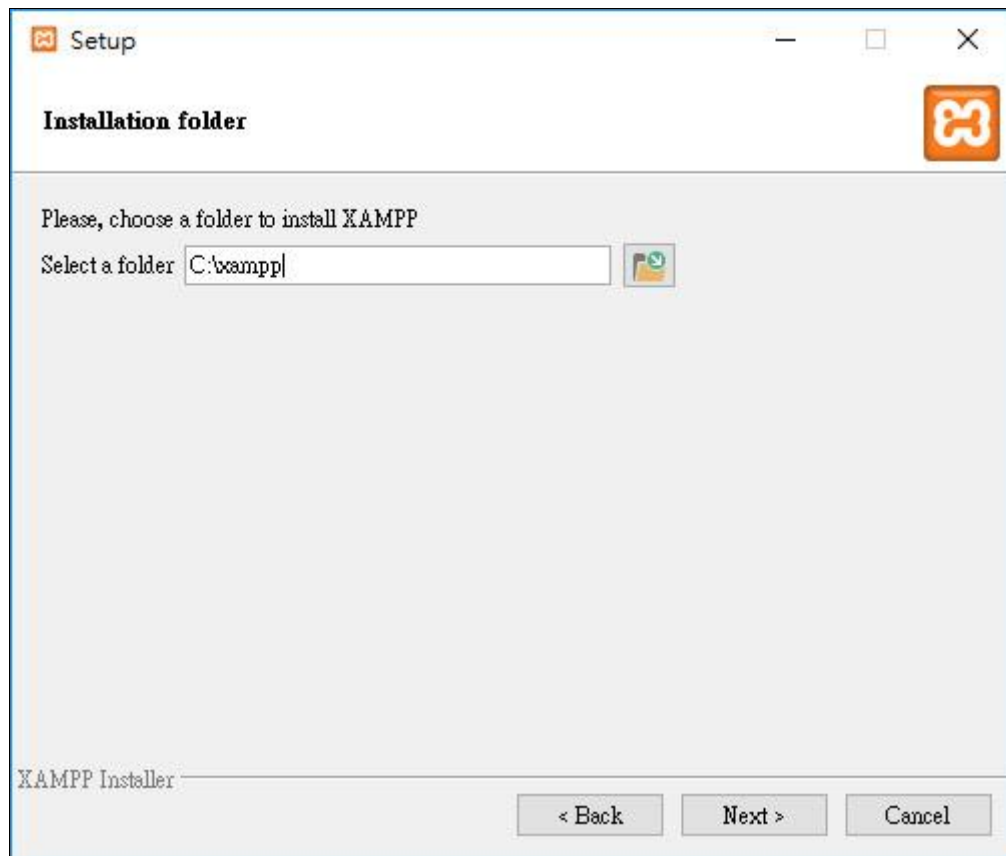 Setup
Installation folder
Please, choose a folder to install XAMPP
Select a folder C:\xampp
XAMPP Installer
< Back Next > Cancel